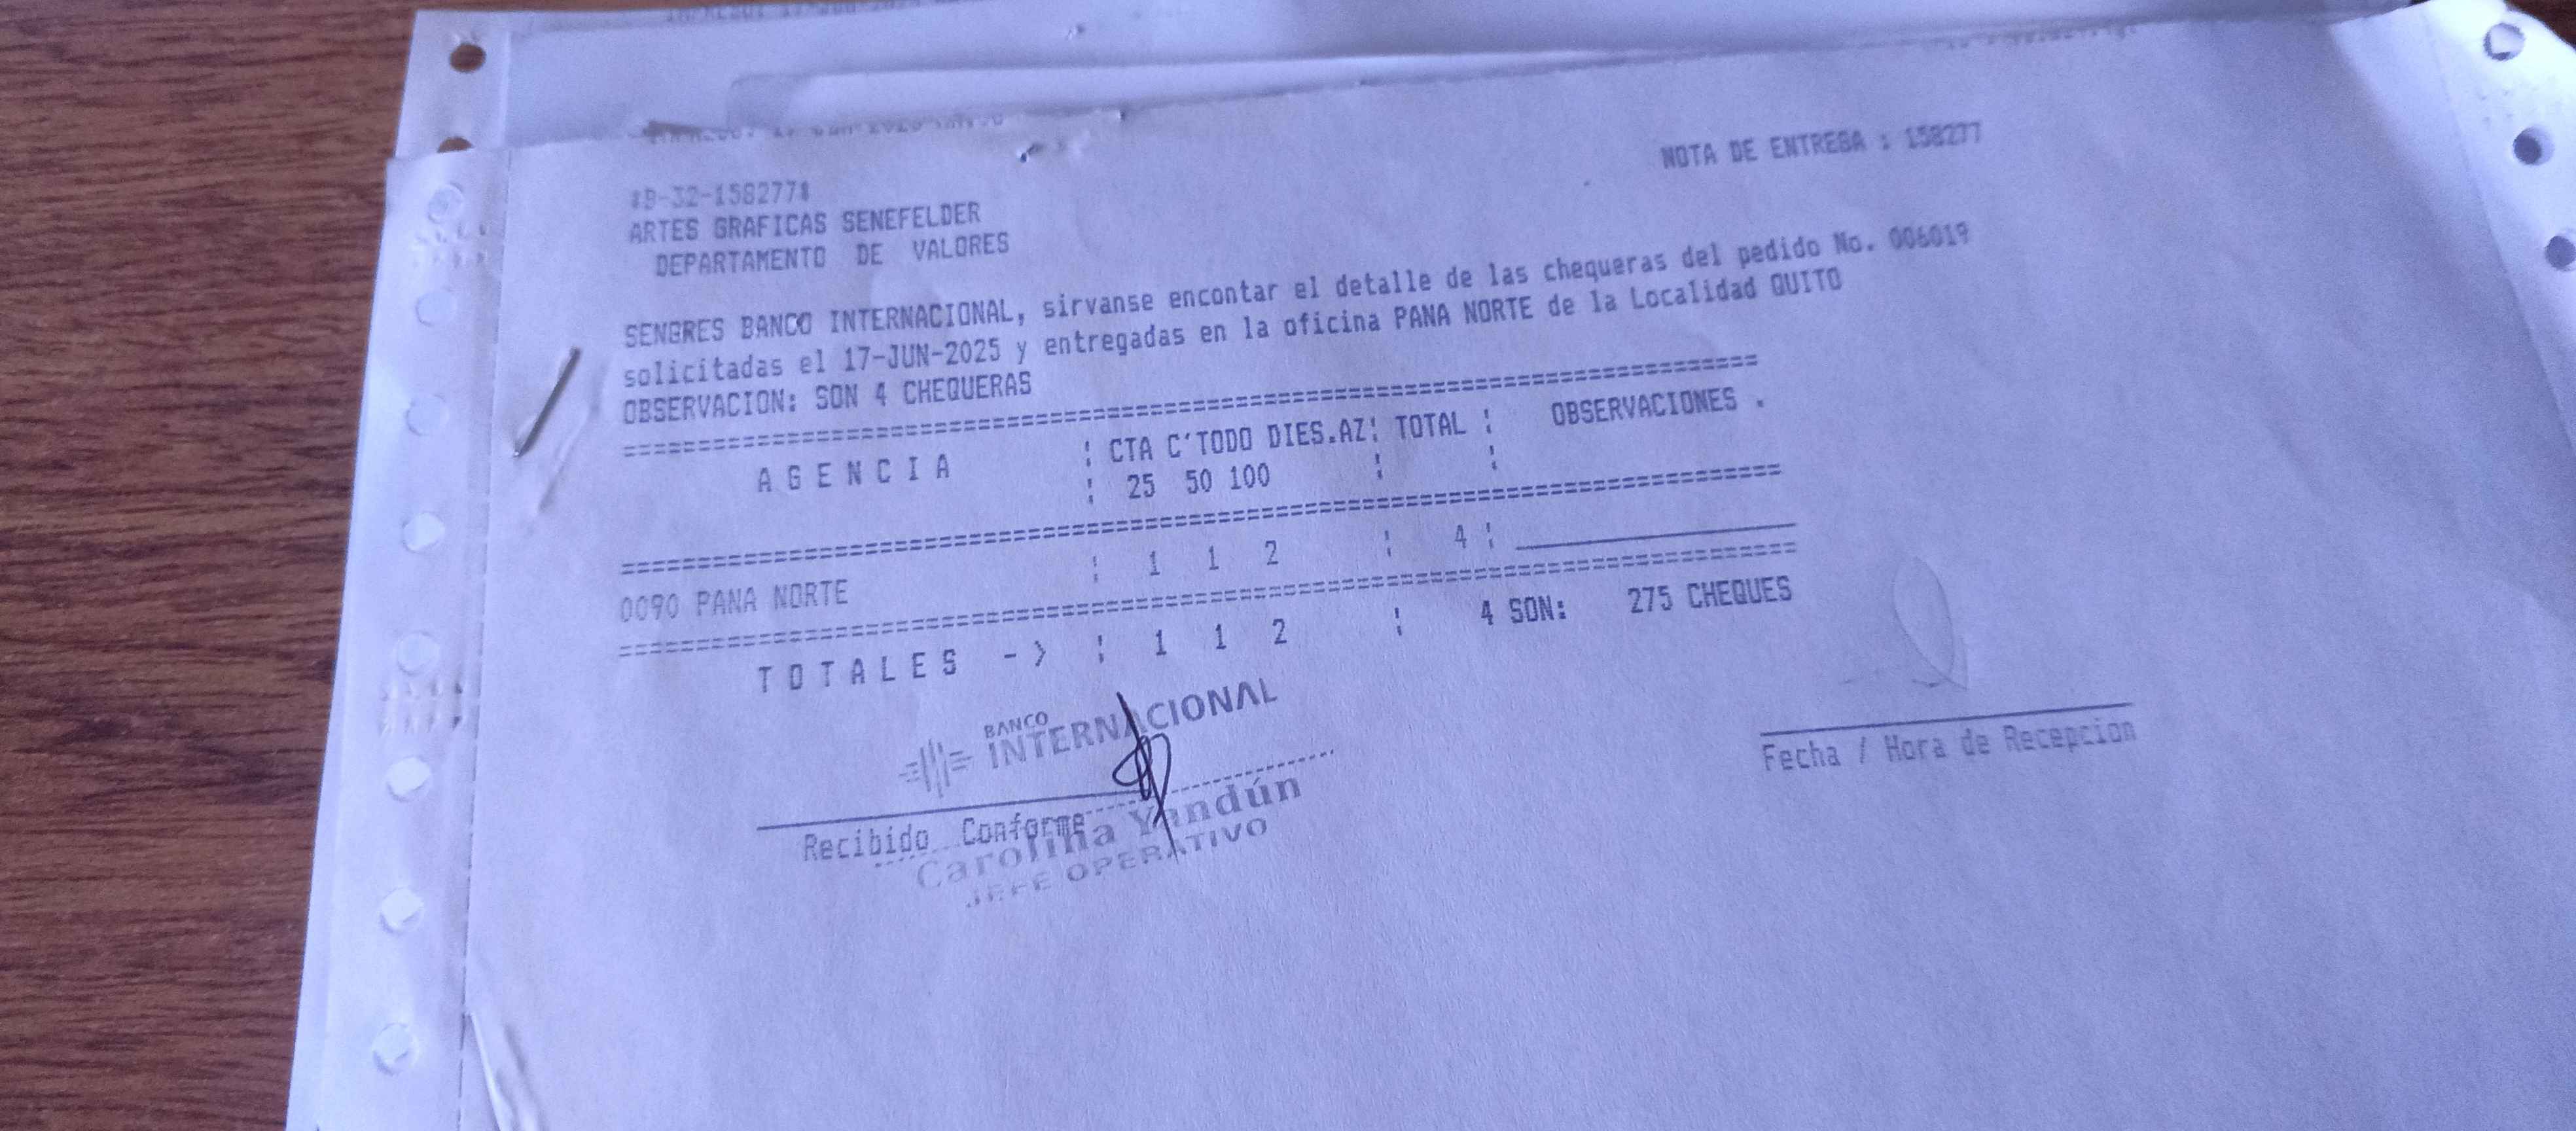 NOTA DE ENTREGA : 158277
#B-32-158277#
ARTES GRAFICAS SENEFELDER
DEPARTAMENTO DE VALORES
SENORES BANCO INTERNACIONAL, sirvanse encontar el detalle de las chequeras del pedido No. 006019
solicitadas el 17-JUN-2025 y entregadas en la oficina PANA NORTE de la Localidad QUITO
OBSERVACION: SON 4 CHEQUERAS
==============================
A G E N C I A ¦ CTA C'TODO DIES.AZ¦ TOTAL ¦ OBSERVACIONES .
¦ 25 50 100 ¦ ¦
==============================
0090 PANA NORTE ¦ 1 1 2 ¦ 4 ¦ ____________________
==============================
T O T A L E S -> ¦ 1 1 2 ¦ 4 SON: 275 CHEQUES
BANCO
INTERNACIONAL
Recibido Conforme
Carolina Yandún
JEFE OPERATIVO
Fecha / Hora de Recepcion